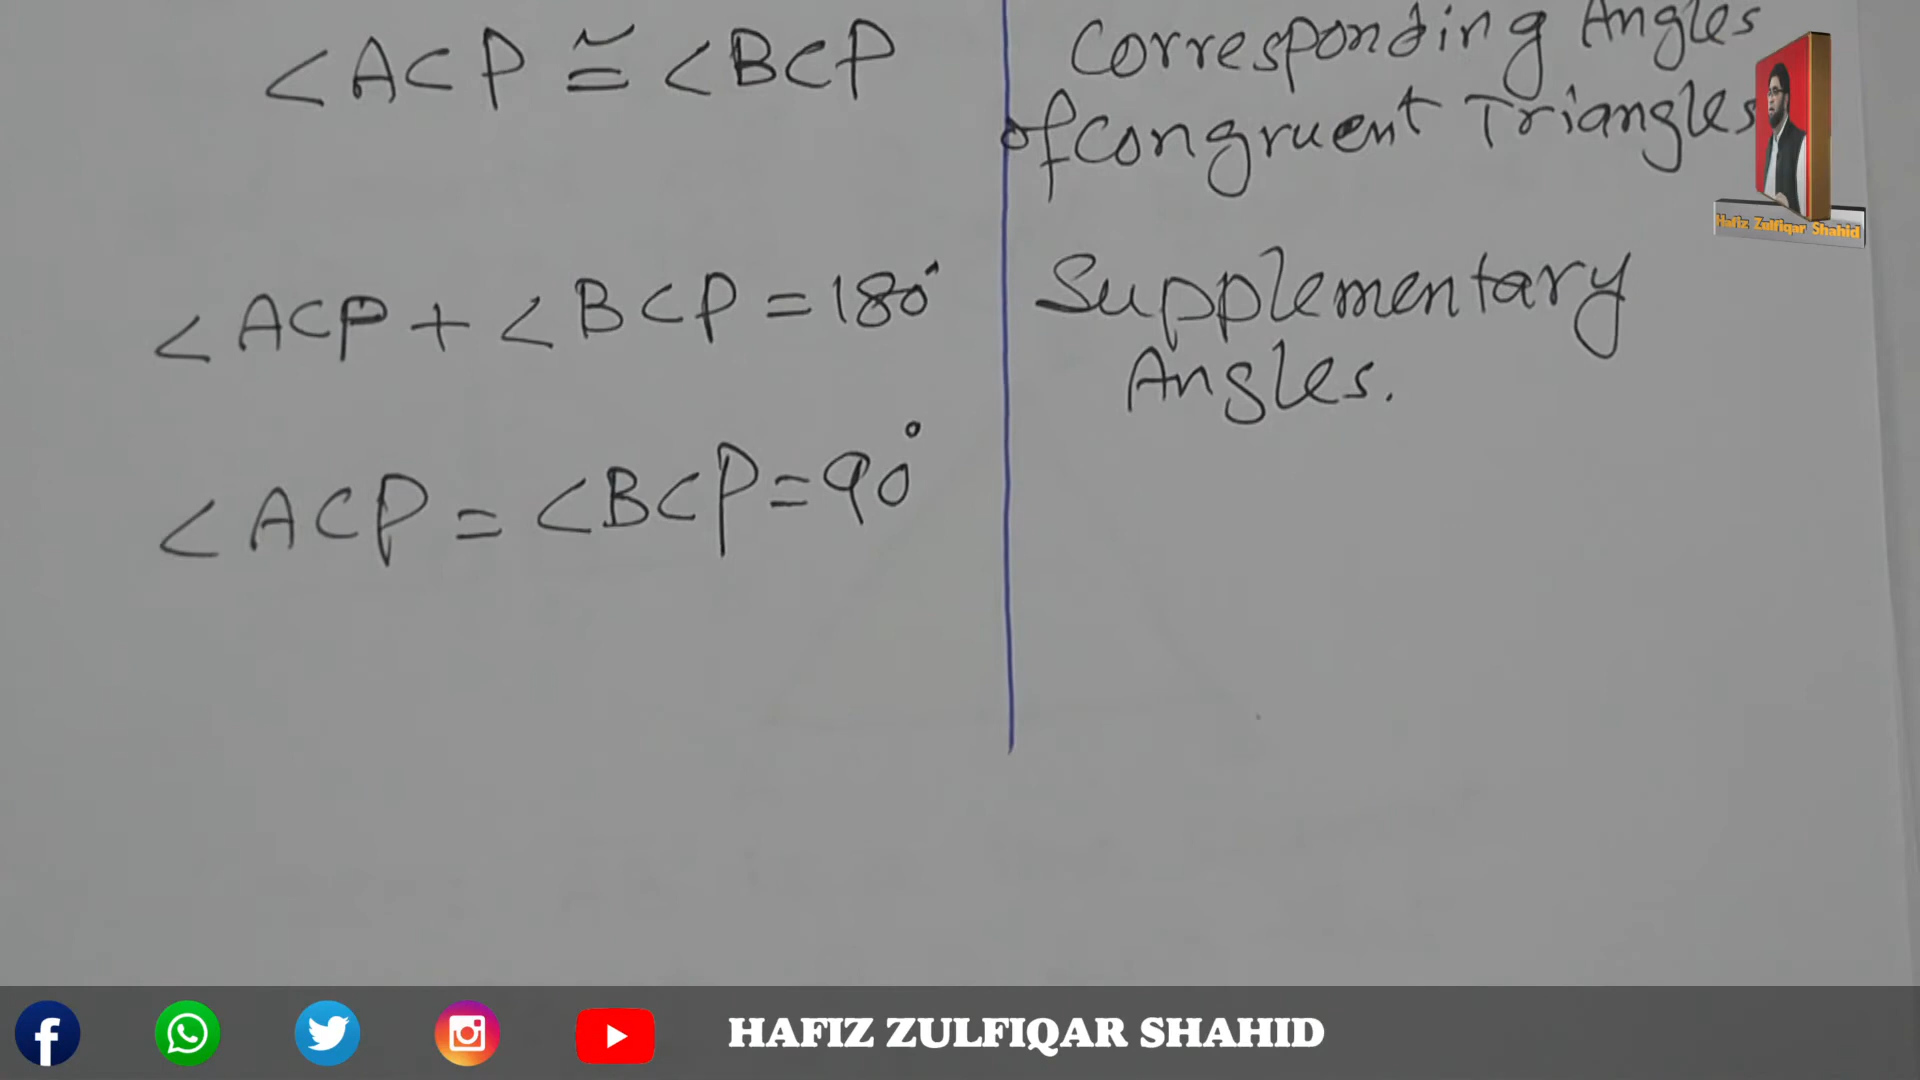 <ACP ≅ <BCP
Corresponding Angles
of congruent Triangles
Hafiz Zulfiqar Shahid
<ACP + <BCP = 180°
Supplementary
Angles.
<ACP = <BCP = 90°
HAFIZ ZULFIQAR SHAHID